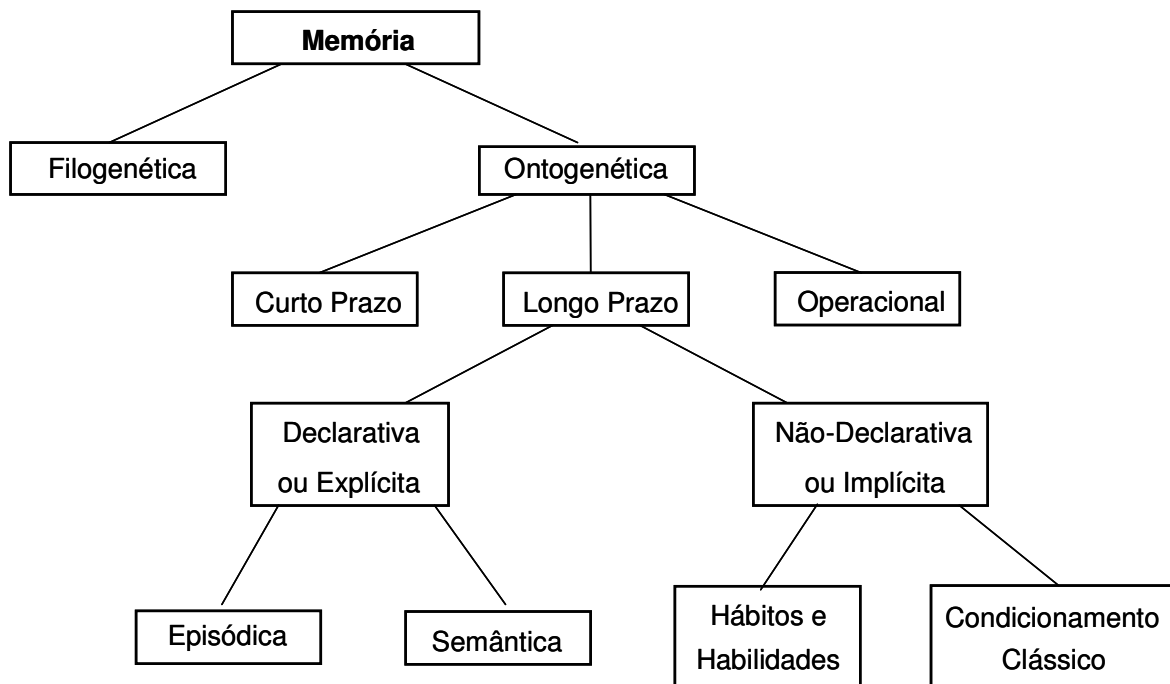 Memória
Filogenética
Ontogenética
Curto Prazo
Longo Prazo
Operacional
Declarativa
ou Explícita
Não-Declarativa
ou Implícita
Episódica
Semântica
Hábitos e
Habilidades
Condicionamento
Clássico